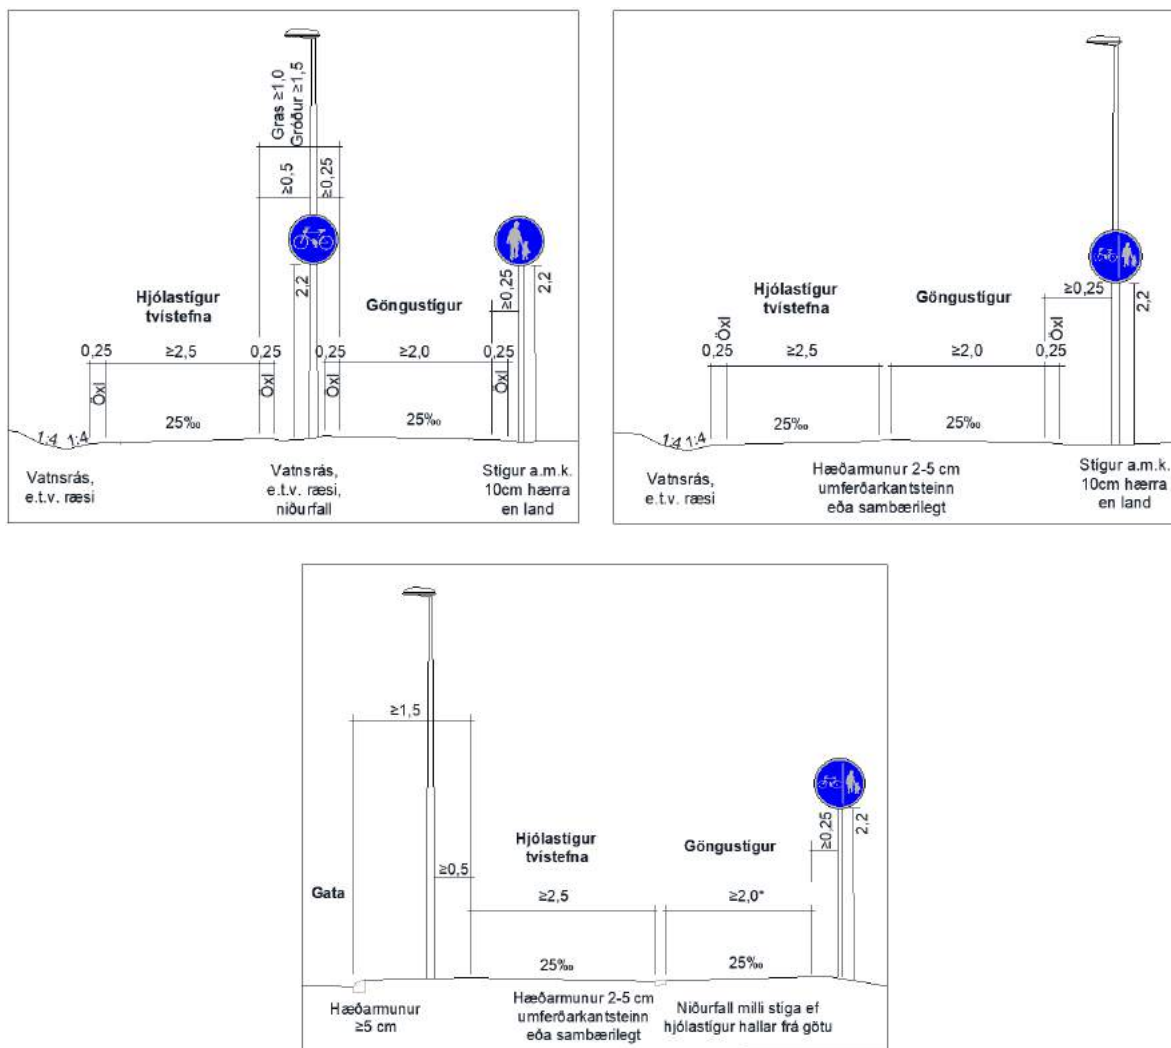 Gras ≥1,0
Gróður ≥1,5
≥0,5
≥0,25
2,2
≥0,25
2,2
Hjólastígur
tvístefna
Göngustígur
0,25
≥2,5
0,25
0,25
≥2,0
0,25
Öxl
Öxl
Öxl
Öxl
1:4
1:4
25‰
25‰
Vatnsrás,
e.t.v. ræsi
Vatnsrás,
e.t.v. ræsi,
niðurfall
Stígur a.m.k.
10cm hærra
en land
Hjólastígur
tvístefna
Göngustígur
≥0,25
2,2
Öxl
Öxl
0,25
≥2,5
≥2,0
0,25
1:4
1:4
25‰
25‰
Vatnsrás,
e.t.v. ræsi
Hæðarmunur 2-5 cm
umferðarkantsteinn
eða sambærilegt
Stígur a.m.k.
10cm hærra
en land
≥1,5
≥0,5
Gata
Hjólastígur
tvístefna
Göngustígur
≥0,25
2,2
≥2,5
≥2,0*
25‰
25‰
Hæðarmunur
≥5 cm
Hæðarmunur 2-5 cm
umferðarkantsteinn
eða sambærilegt
Niðurfall milli stíga ef
hjólastígur hallar frá götu